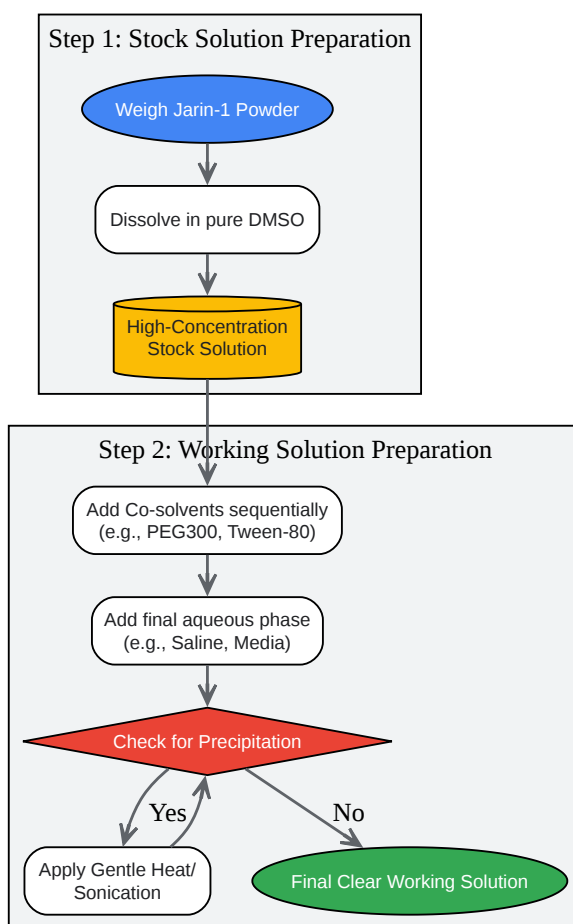 Step 1: Stock Solution Preparation
Weigh Jarin-1 Powder
Dissolve in pure DMSO
High-Concentration
Stock Solution
Step 2: Working Solution Preparation
Add Co-solvents sequentially
(e.g., PEG300, Tween-80)
Add final aqueous phase
(e.g., Saline, Media)
Check for Precipitation
Yes
No
Apply Gentle Heat/
Sonication
Final Clear Working Solution